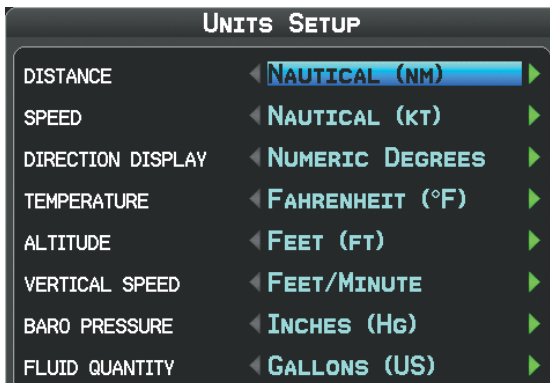 Units Setup
DISTANCE Nautical (nm)
SPEED Nautical (kt)
DIRECTION DISPLAY Numeric Degrees
TEMPERATURE Fahrenheit (°F)
ALTITUDE Feet (ft)
VERTICAL SPEED Feet/Minute
BARO PRESSURE Inches (Hg)
FLUID QUANTITY Gallons (US)